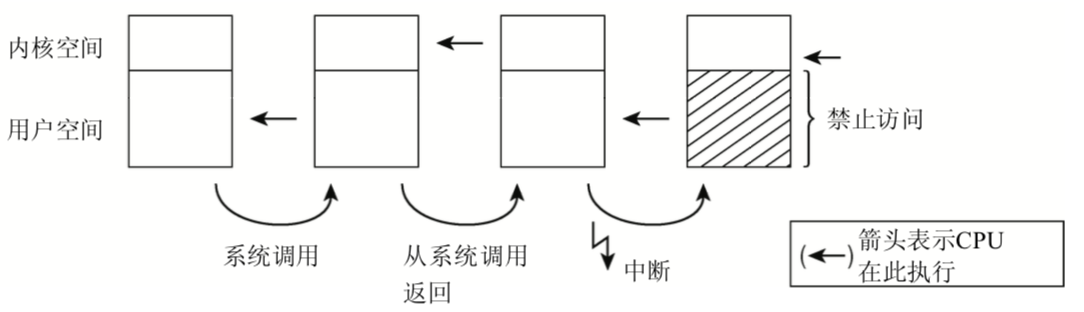 内核空间
用户空间
禁止访问
系统调用
从系统调用
返回
中断
(←)箭头表示CPU
在此执行